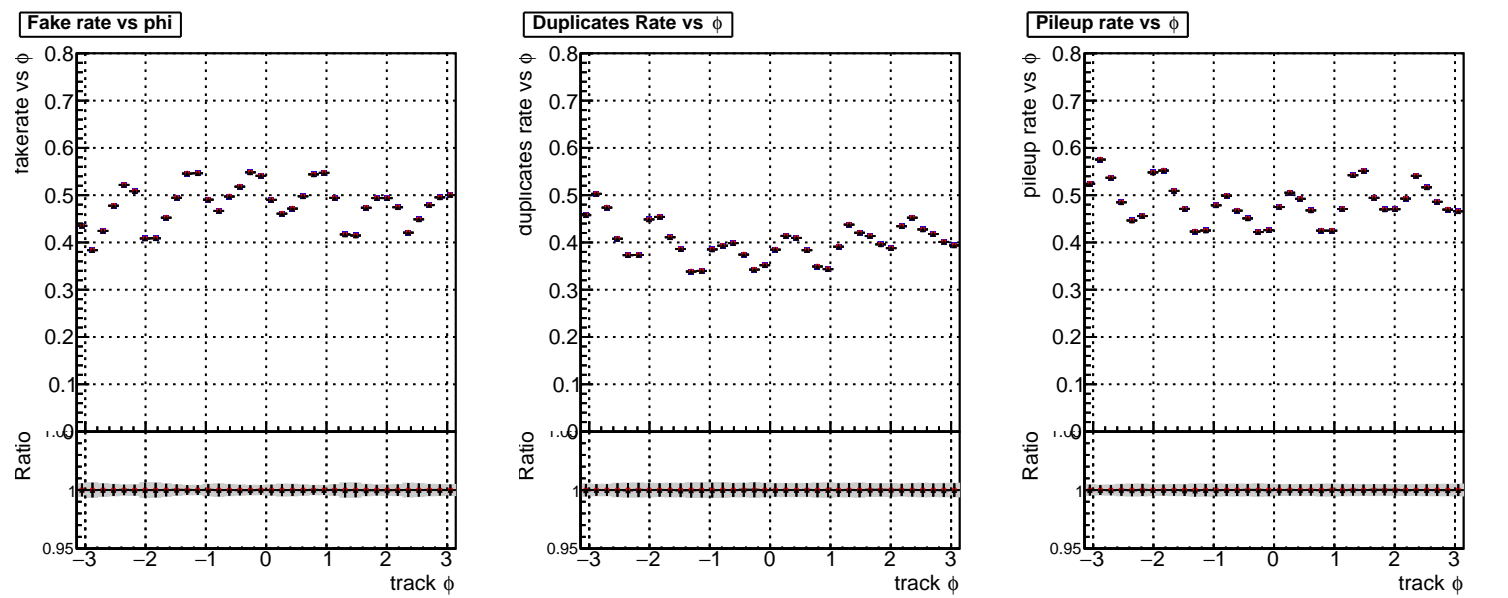 Fake rate vs phi
fakerate vs ϕ
0.8
0.7
0.6
0.5
0.4
0.3
0.2
0.1
0
Ratio
1
0.95
−3 −2 −1 0 1 2 3
track ϕ
Duplicates Rate vs ϕ
duplicates rate vs ϕ
0.8
0.7
0.6
0.5
0.4
0.3
0.2
0.1
0
Ratio
1
0.95
−3 −2 −1 0 1 2 3
track ϕ
Pileup rate vs ϕ
pileup rate vs ϕ
0.8
0.7
0.6
0.5
0.4
0.3
0.2
0.1
0
Ratio
1
0.95
−3 −2 −1 0 1 2 3
track ϕ